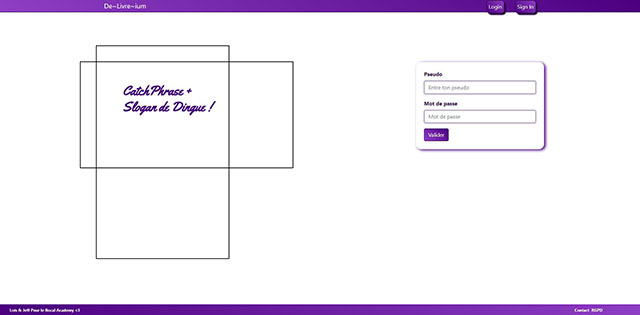 De~Livre~ium
Login
Sign In
CatchPhrase +
Slogan de Dingue !
Pseudo
Entre ton pseudo
Mot de passe
Mot de passe
Valider
Luis & Jeff Pour le Bocal Academy <3
Contact RGPD